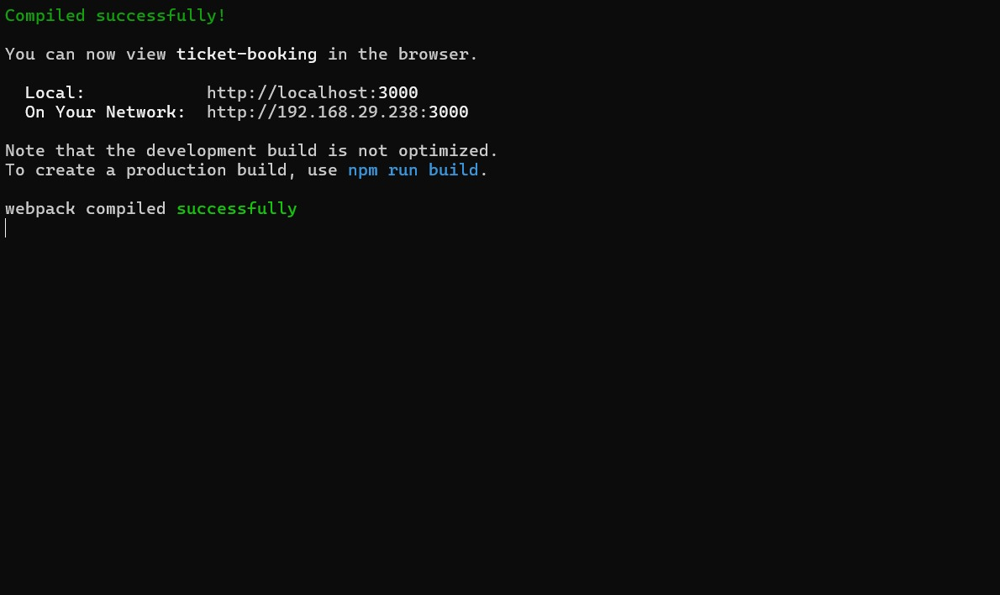 Compiled successfully!
You can now view ticket-booking in the browser.
Local: http://localhost:3000
On Your Network: http://192.168.29.238:3000
Note that the development build is not optimized.
To create a production build, use npm run build.
webpack compiled successfully